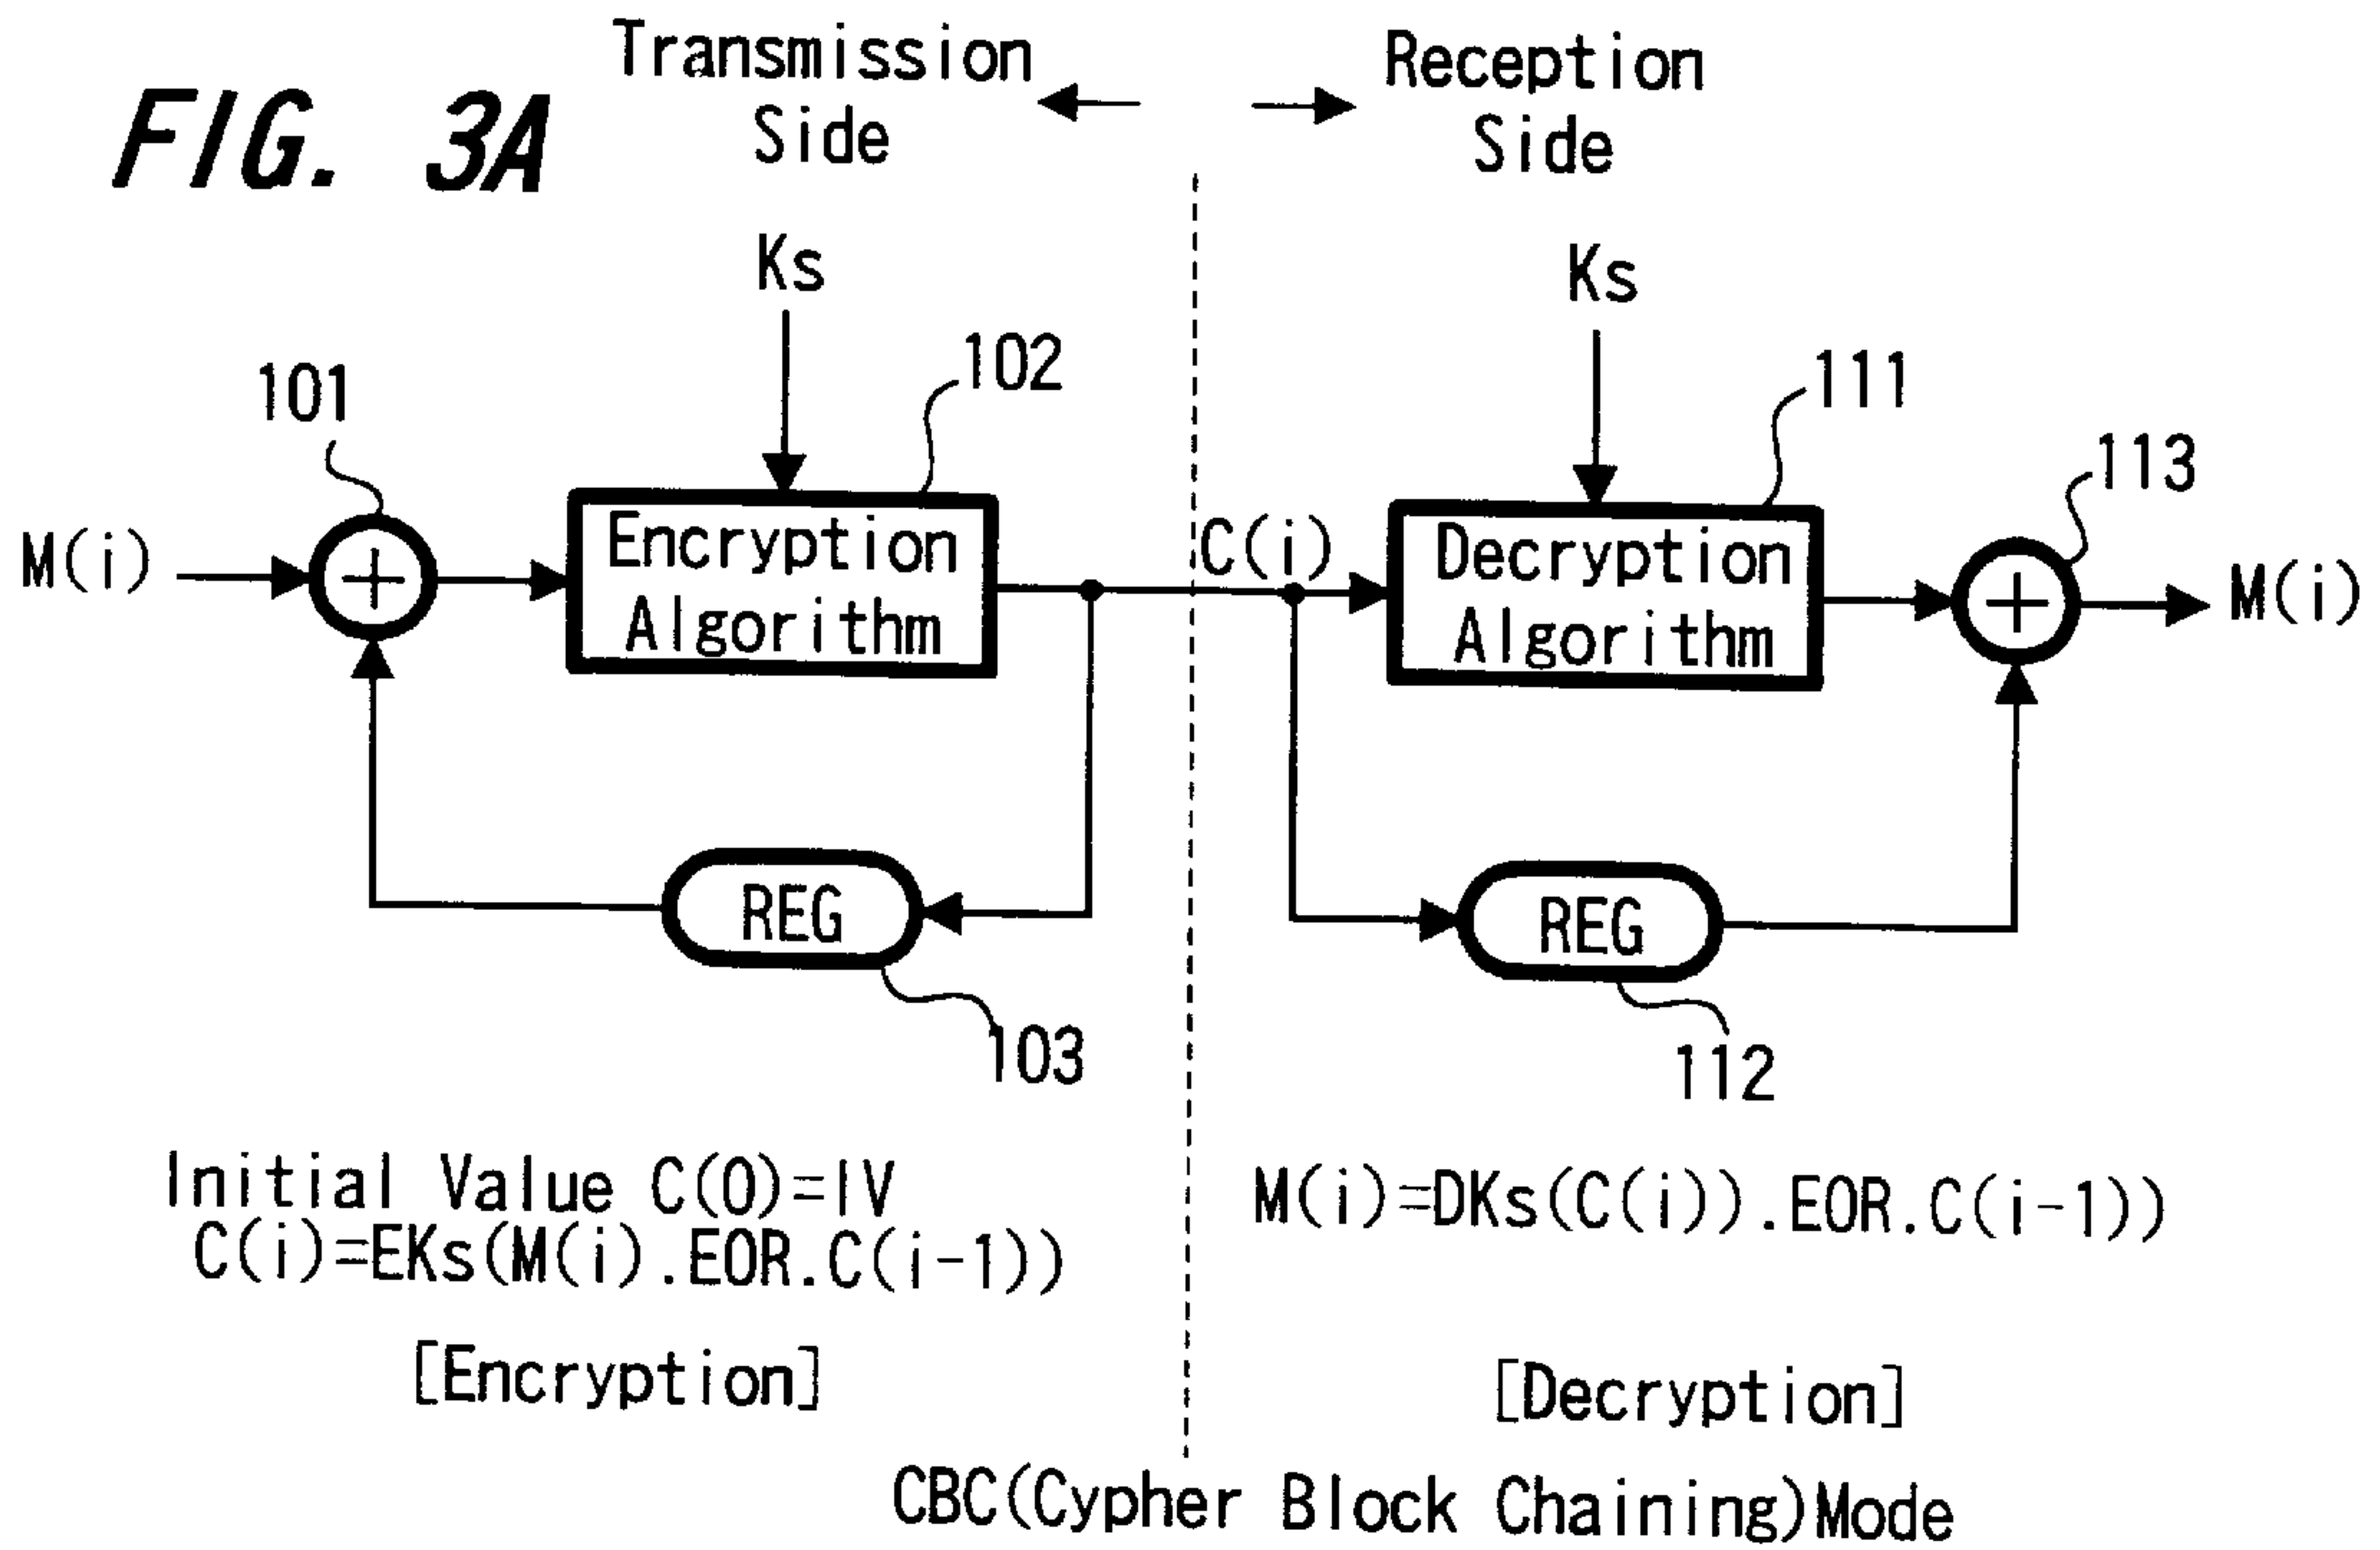 FIG. 3A
Transmission
Side
Reception
Side
Ks
Ks
101
102
111
113
M(i)
Encryption
Algorithm
C(i)
Decryption
Algorithm
M(i)
REG
REG
103
112
Initial Value C(0)=IV
C(i)=EKs(M(i).EOR.C(i-1))
M(i)=DKs(C(i)).EOR.C(i-1))
[Encryption]
[Decryption]
CBC(Cypher Block Chaining)Mode